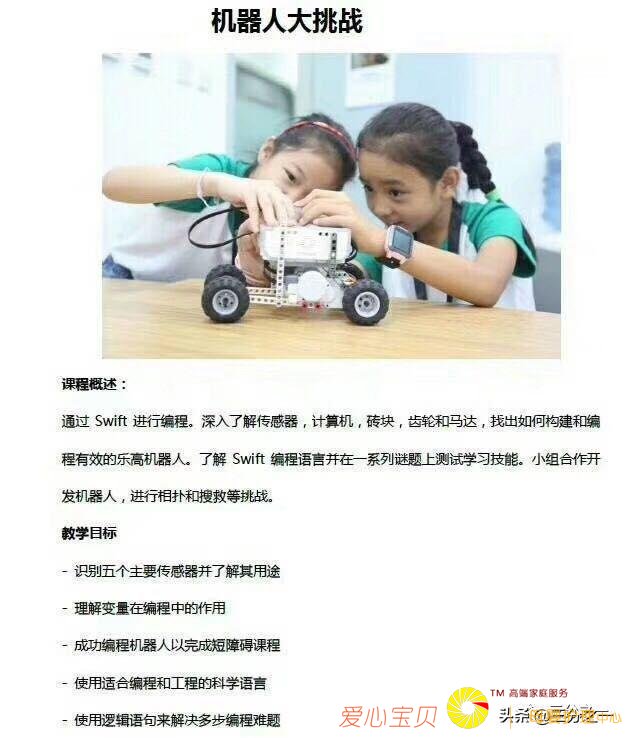 机器人大挑战
课程概述：
通过 Swift 进行编程。深入了解传感器，计算机，砖块，齿轮和马达，找出如何构建和编
程有效的乐高机器人。了解 Swift 编程语言并在一系列谜题上测试学习技能。小组合作开
发机器人，进行相扑和搜救等挑战。
教学目标
- 识别五个主要传感器并了解其用途
- 理解变量在编程中的作用
- 成功编程机器人以完成短障碍课程
- 使用适合编程和工程的科学语言
- 使用逻辑语句来解决多步编程难题
爱心宝贝
TM 高端家庭服务
头条